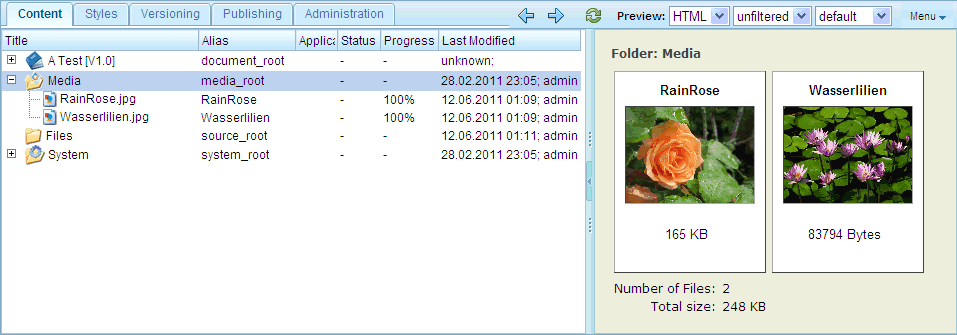 Content Styles Versioning Publishing Administration Preview: HTML unfiltered default Menu
Title Alias Applica Status Progress Last Modified
A Test [V1.0] document_root - - unknown;
Media media_root - - 28.02.2011 23:05; admin
RainRose.jpg RainRose - 100% 12.06.2011 01:09; admin
Wasserlilien.jpg Wasserlilien - 100% 12.06.2011 01:09; admin
Files source_root - - 12.06.2011 01:11; admin
System system_root - - 28.02.2011 23:05; admin
Folder: Media
RainRose Wasserlilien
165 KB 83794 Bytes
Number of Files: 2
Total size: 248 KB